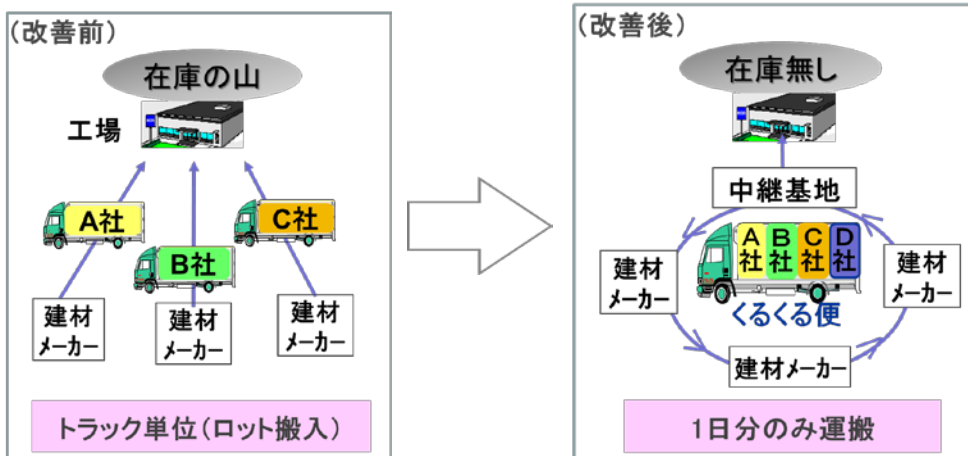 (改善前)
在庫の山
工場
A社
B社
C社
建材
メーカー
建材
メーカー
建材
メーカー
トラック単位(ロット搬入)
(改善後)
在庫無し
中継基地
A社
B社
C社
D社
建材
メーカー
建材
メーカー
くるくる便
建材メーカー
1日分のみ運搬